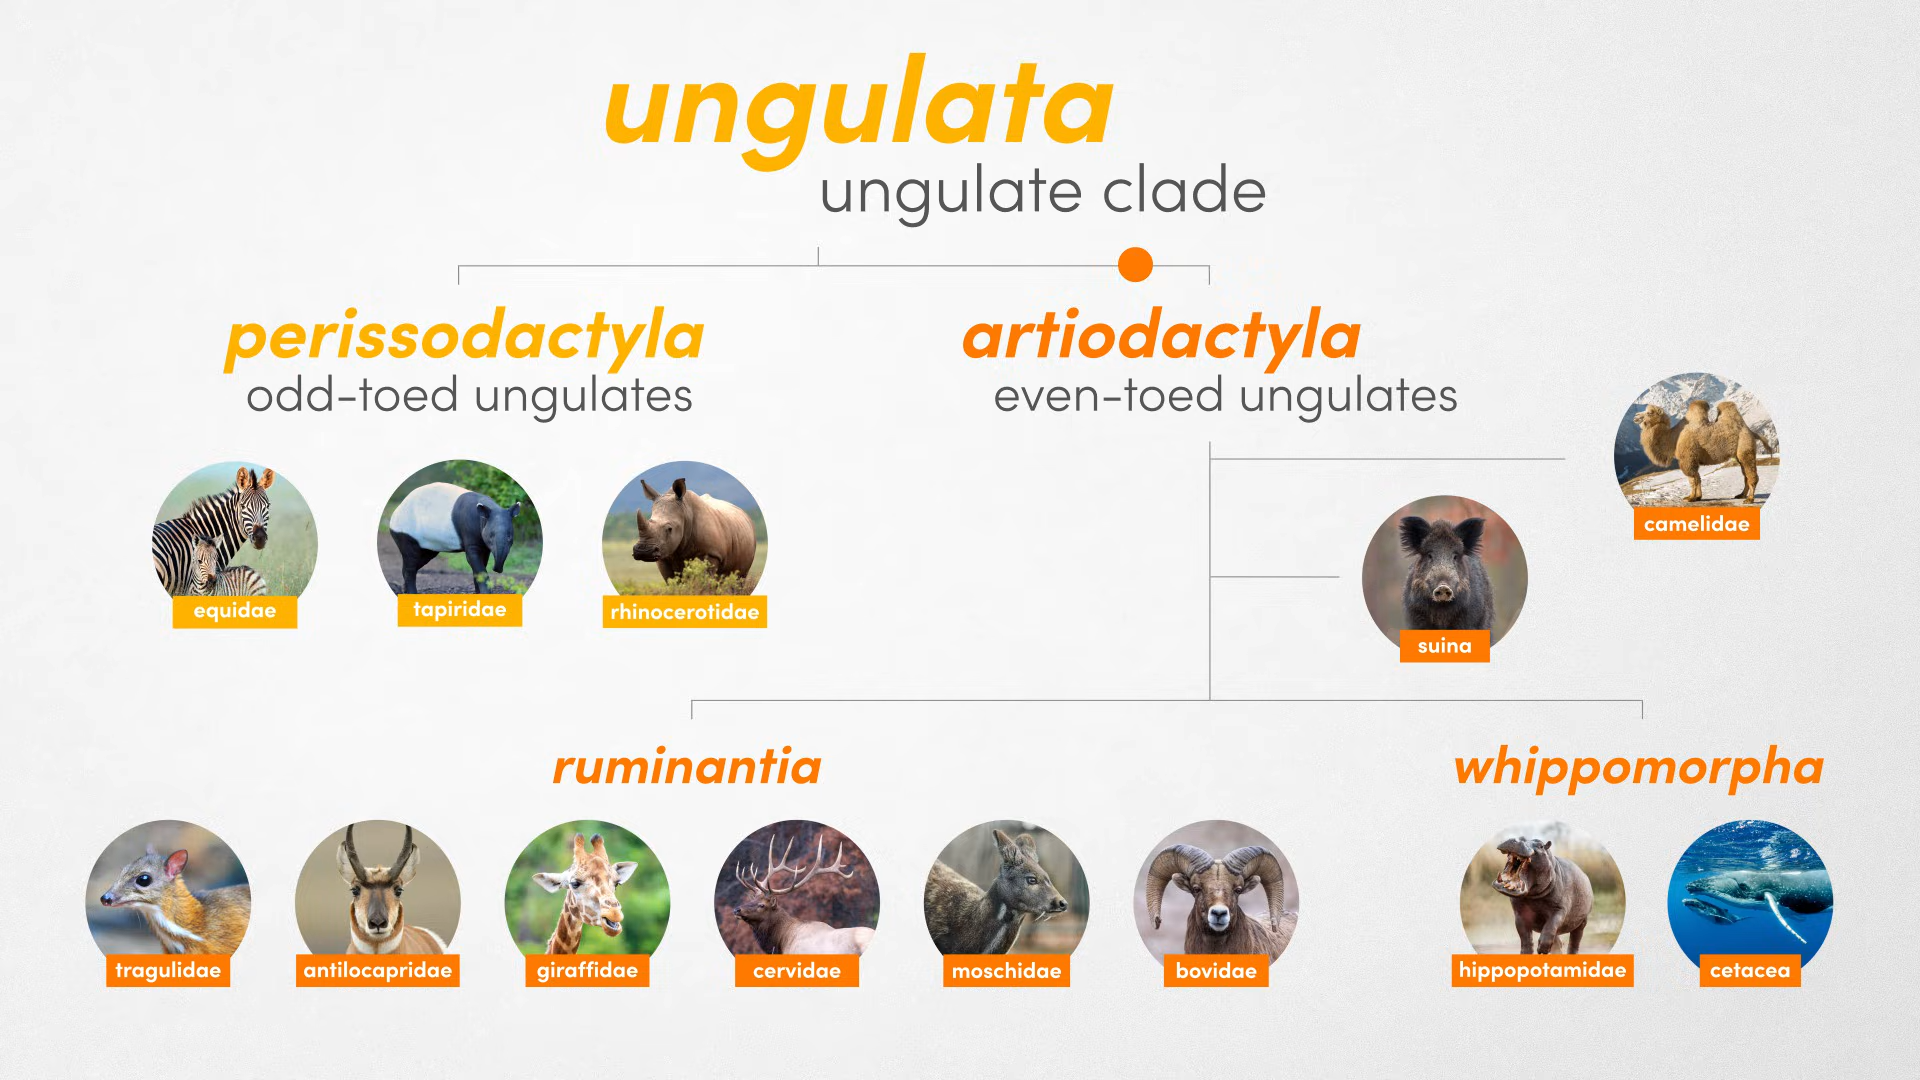 ungulata
ungulate clade
perissodactyla
odd-toed ungulates
artiodactyla
even-toed ungulates
equidae
tapiridae
rhinocerotidae
camelidae
suina
ruminantia
whippomorpha
tragulidae
antilocapridae
giraffidae
cervidae
moschidae
bovidae
hippopotamidae
cetacea